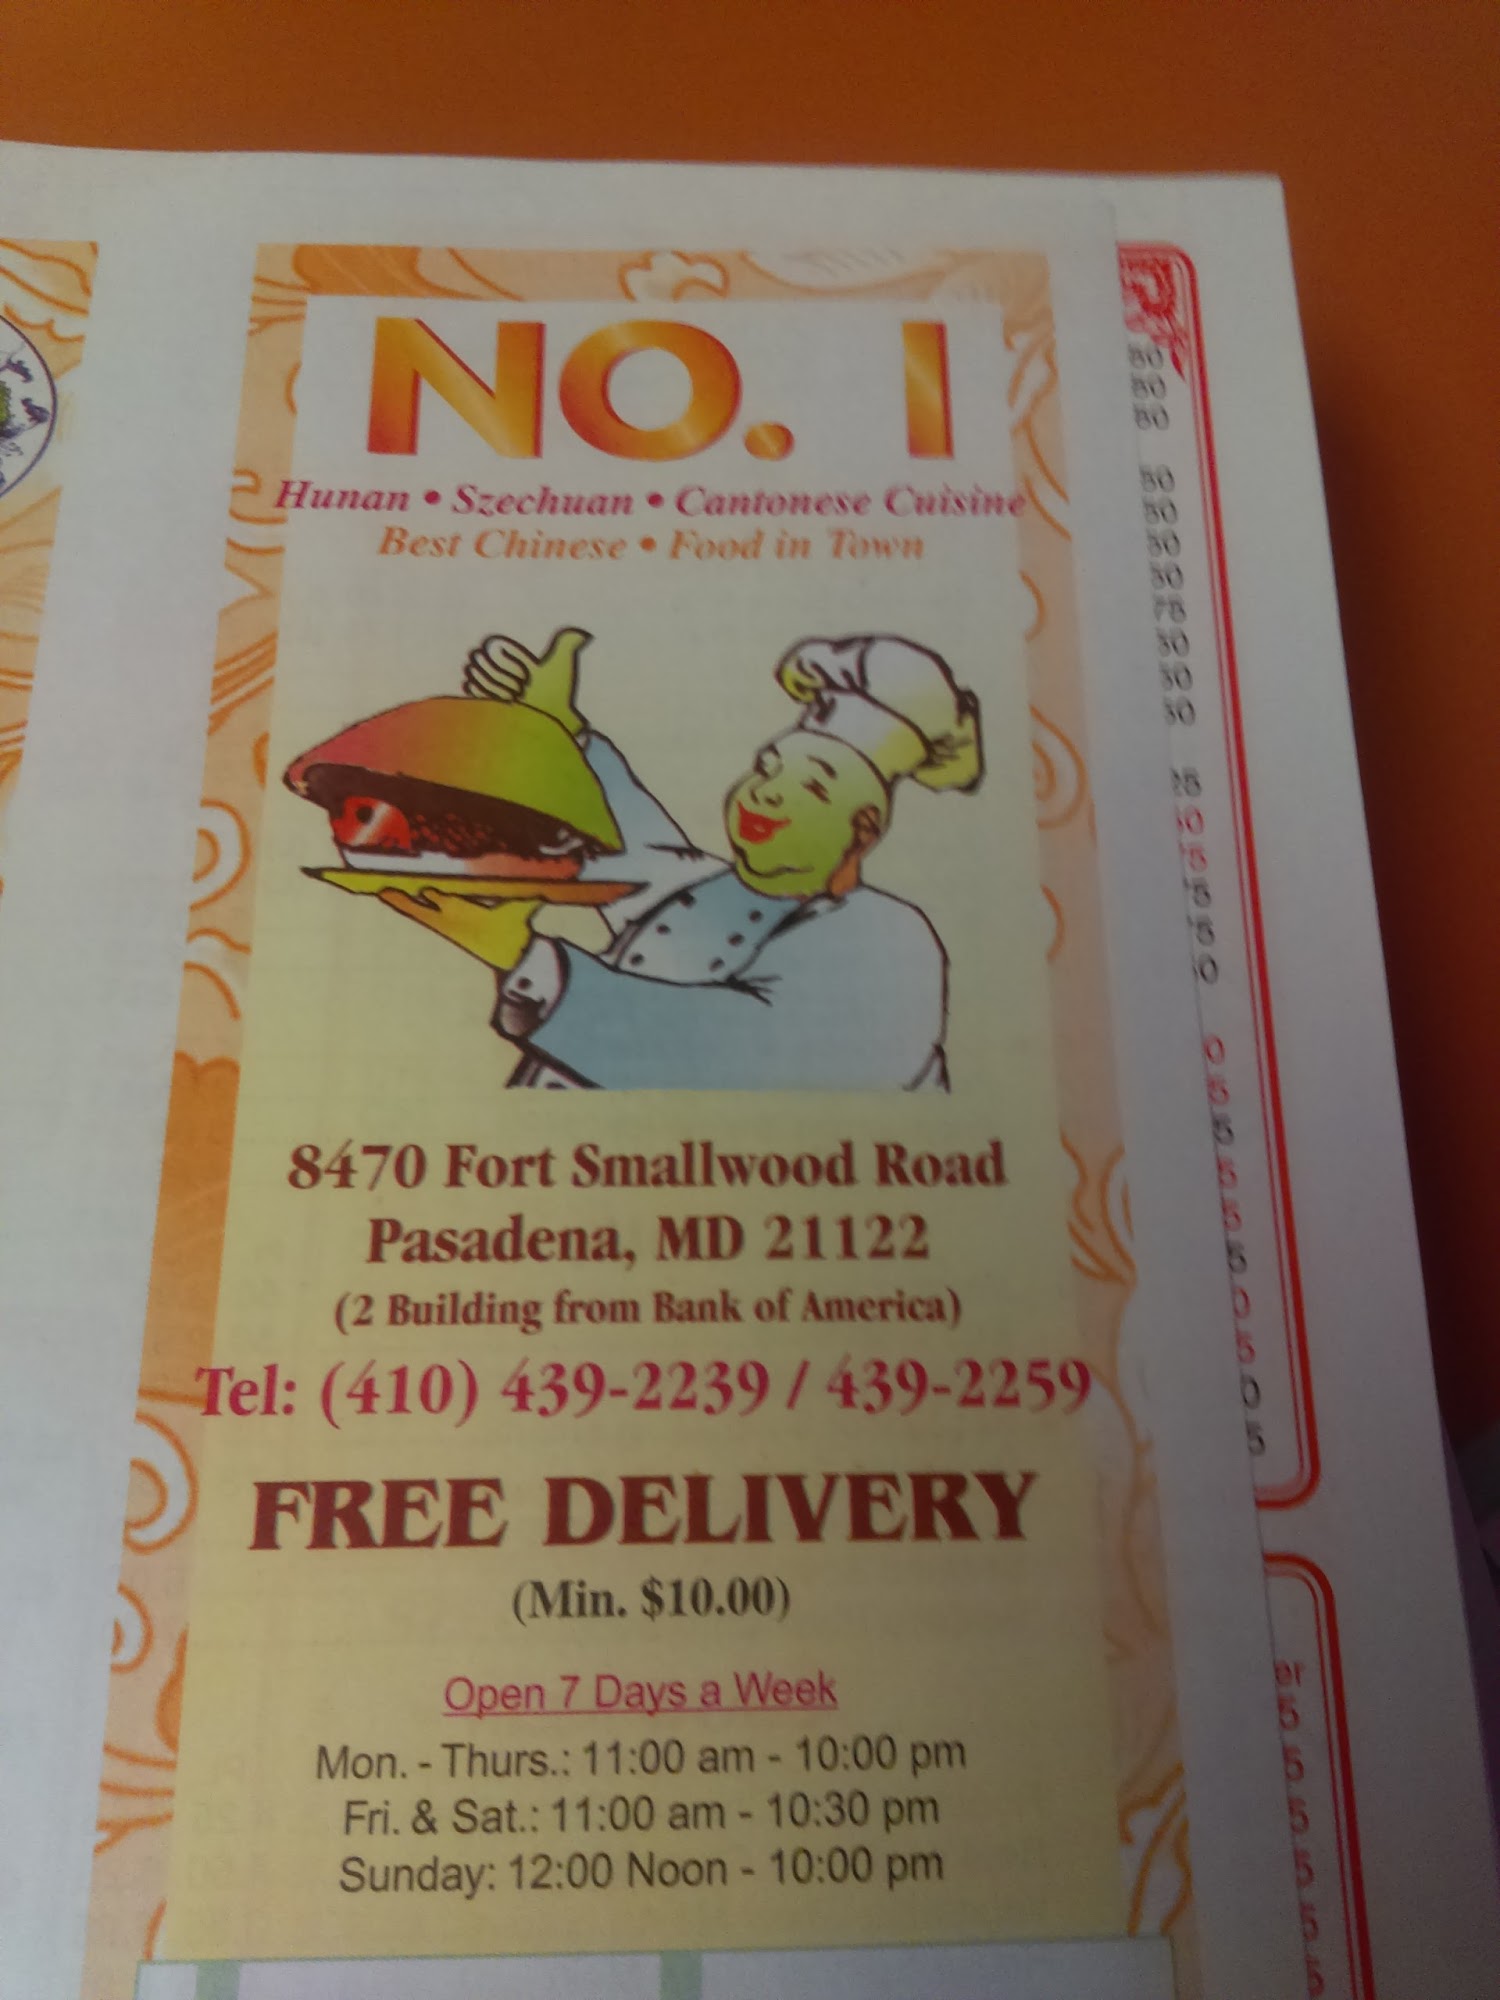 NO. 1
Hunan • Szechuan • Cantonese Cuisine
Best Chinese • Food in Town
8470 Fort Smallwood Road
Pasadena, MD 21122
(2 Building from Bank of America)
Tel: (410) 439-2239 / 439-2259
FREE DELIVERY
(Min. $10.00)
Open 7 Days a Week
Mon. - Thurs.: 11:00 am - 10:00 pm
Fri. & Sat.: 11:00 am - 10:30 pm
Sunday: 12:00 Noon - 10:00 pm